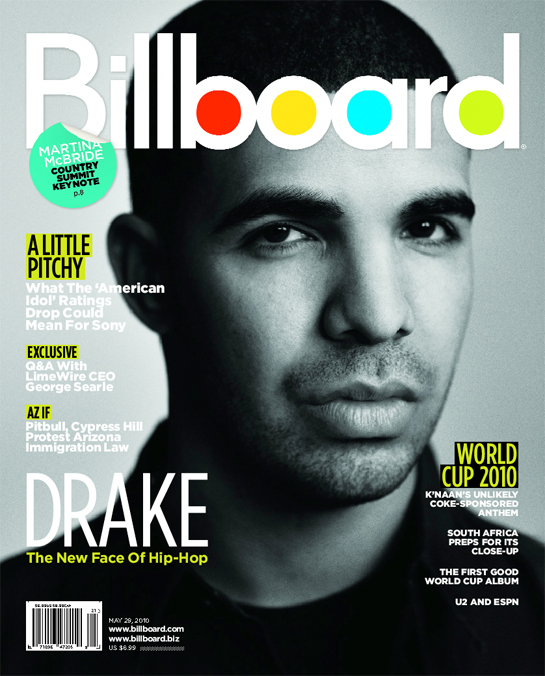 Billboard
MARTINA
McBRIDE
COUNTRY
SUMMIT
KEYNOTE
p.8
A LITTLE
PITCHY
What The ‘American
Idol’ Ratings
Drop Could
Mean For Sony
EXCLUSIVE
Q&A With
LimeWire CEO
George Searle
AZ IF
Pitbull, Cypress Hill
Protest Arizona
Immigration Law
DRAKE
The New Face Of Hip-Hop
WORLD
CUP 2010
K’NAAN’S UNLIKELY
COKE-SPONSORED
ANTHEM
SOUTH AFRICA
PREPS FOR ITS
CLOSE-UP
THE FIRST GOOD
WORLD CUP ALBUM
U2 AND ESPN
MAY 29, 2010
www.billboard.com
www.billboard.biz
US $6.99